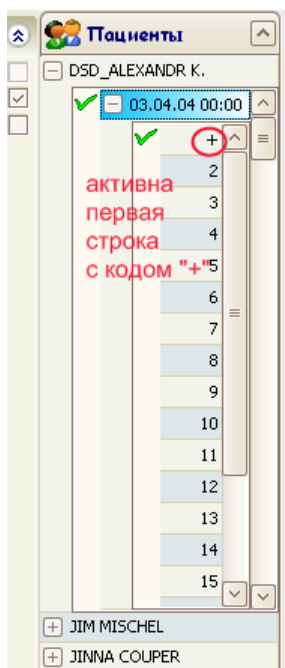 Пациенты
DSD_ALEXANDR K.
03.04.04 00:00
+
2
активна
3
первая
4
строка
с кодом "+"
5
6
7
8
9
10
11
12
13
14
15
JIM MISCHEL
JINNA COUPER